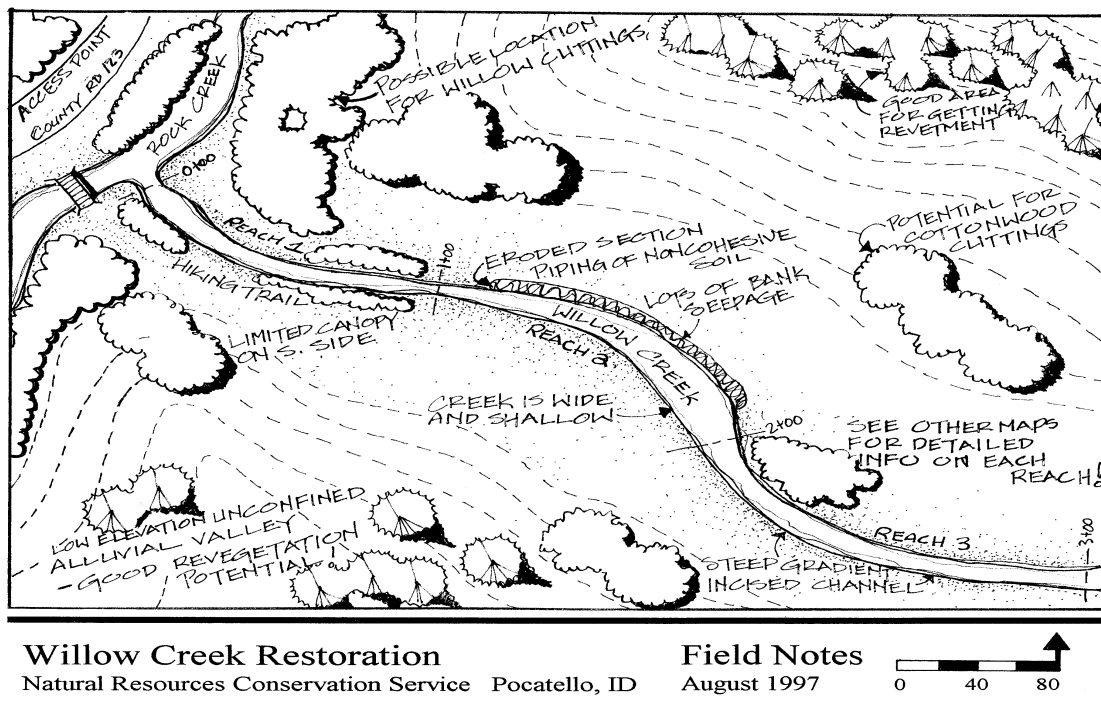 ACCESS POINT
COUNTY RD 123
ROCK CREEK
POSSIBLE LOCATION
FOR WILLOW CUTTINGS
GOOD AREA
FOR GETTING
REVETMENT
0+00
REACH 1
1+00
HIKING TRAIL
LIMITED CANOPY
ON S. SIDE
ERODED SECTION
PIPING OF NONCOHESIVE
SOIL
LOTS OF BANK
SEEPAGE
POTENTIAL FOR
COTTONWOOD
CUTTINGS
WILLOW CREEK
REACH 2
CREEK IS WIDE
AND SHALLOW
2+00
SEE OTHER MAPS
FOR DETAILED
INFO ON EACH
REACH!
LOW ELEVATION UNCONFINED
ALLUVIAL VALLEY
- GOOD REVEGETATION
POTENTIAL!
REACH 3
3+00
STEEP GRADIENT
INCISED CHANNEL
Willow Creek Restoration
Natural Resources Conservation Service Pocatello, ID
Field Notes
August 1997
0 40 80